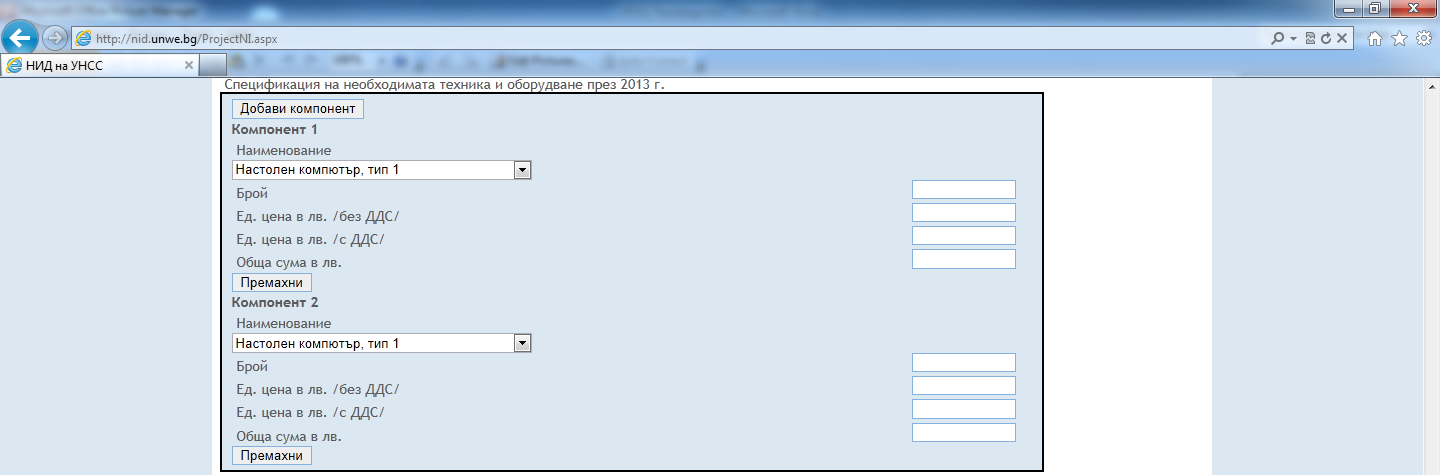 http://nid.unwe.bg/ProjectNI.aspx
НИД на УНСС
Спецификация на необходимата техника и оборудване през 2013 г.
Добави компонент
Компонент 1
Наименование
Настолен компютър, тип 1
Брой
Ед. цена в лв. /без ДДС/
Ед. цена в лв. /с ДДС/
Обща сума в лв.
Премахни
Компонент 2
Наименование
Настолен компютър, тип 1
Брой
Ед. цена в лв. /без ДДС/
Ед. цена в лв. /с ДДС/
Обща сума в лв.
Премахни